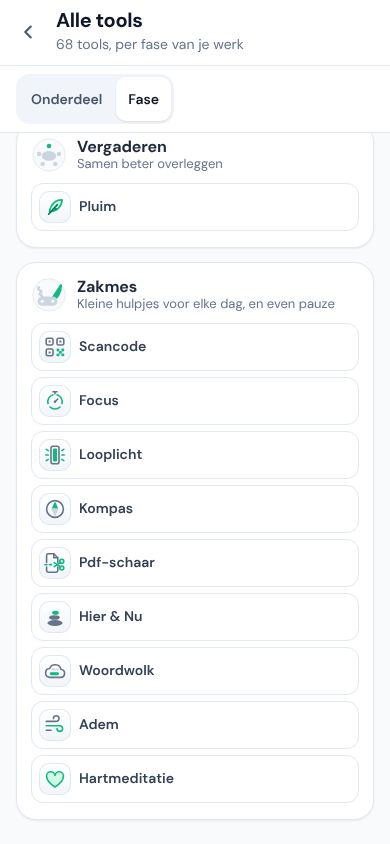 Alle tools
68 tools, per fase van je werk
Onderdeel
Fase
Vergaderen
Samen beter overleggen
Pluim
Zakmes
Kleine hulpjes voor elke dag, en even pauze
Scancode
Focus
Looplicht
Kompas
Pdf-schaar
Hier & Nu
Woordwolk
Adem
Hartmeditatie